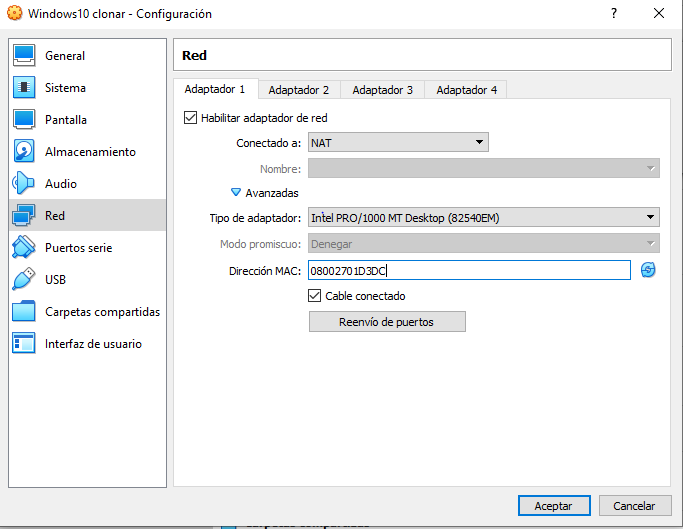 Windows10 clonar - Configuración
?
General
Sistema
Pantalla
Almacenamiento
Audio
Red
Puertos serie
USB
Carpetas compartidas
Interfaz de usuario
Red
Adaptador 1 Adaptador 2 Adaptador 3 Adaptador 4
Habilitar adaptador de red
Conectado a: NAT
Nombre:
Avanzadas
Tipo de adaptador: Intel PRO/1000 MT Desktop (82540EM)
Modo promiscuo: Denegar
Dirección MAC: 08002701D3DC
Cable conectado
Reenvío de puertos
Aceptar Cancelar